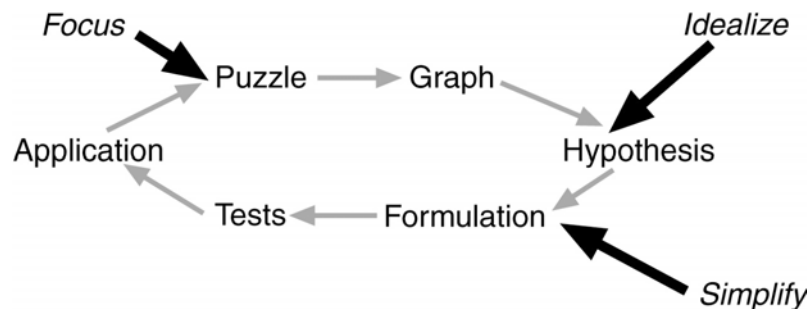 Focus
Idealize
Puzzle
Graph
Application
Hypothesis
Tests
Formulation
Simplify